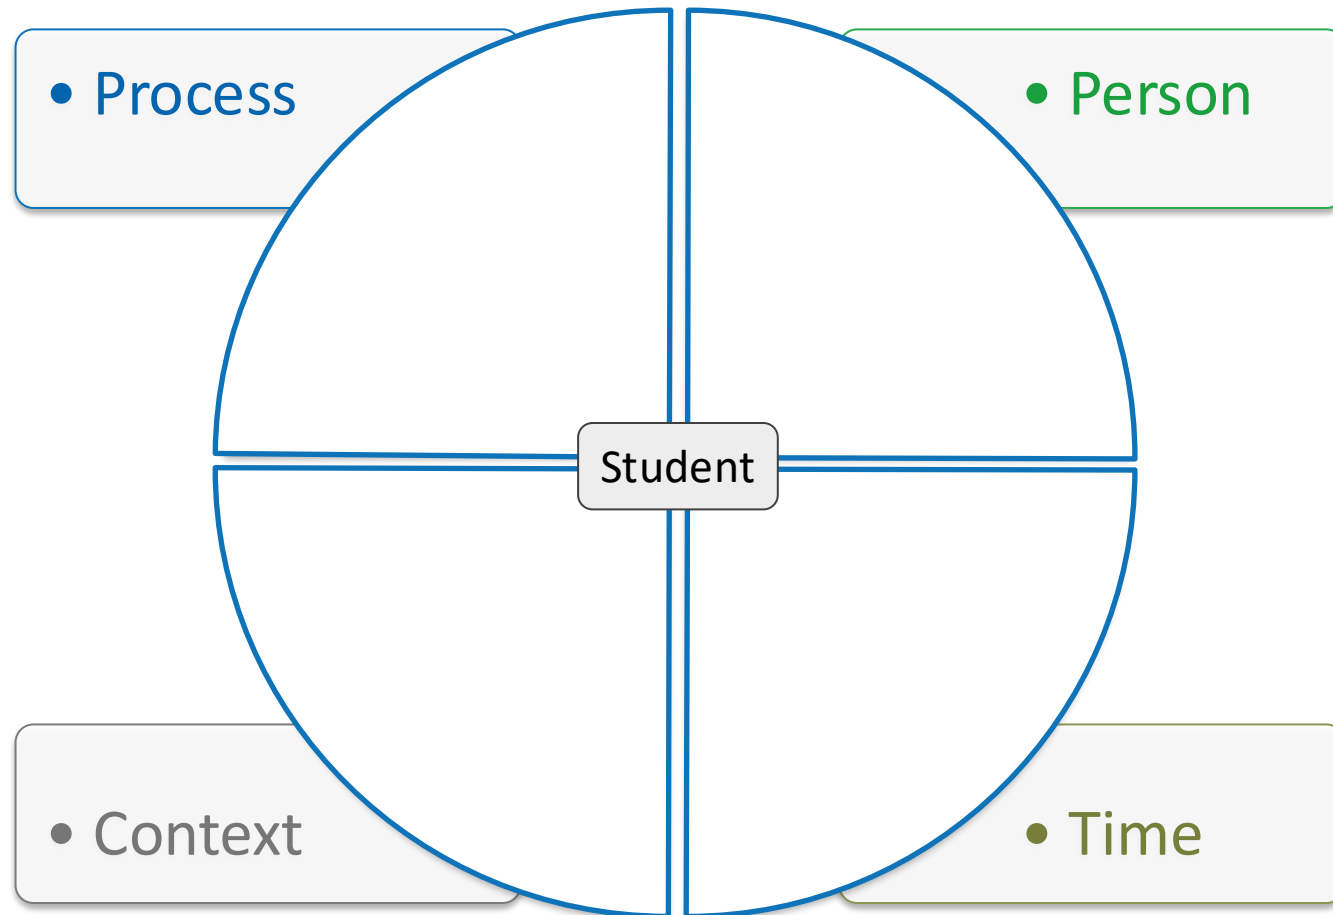 • Process
• Person
Student
• Context
• Time